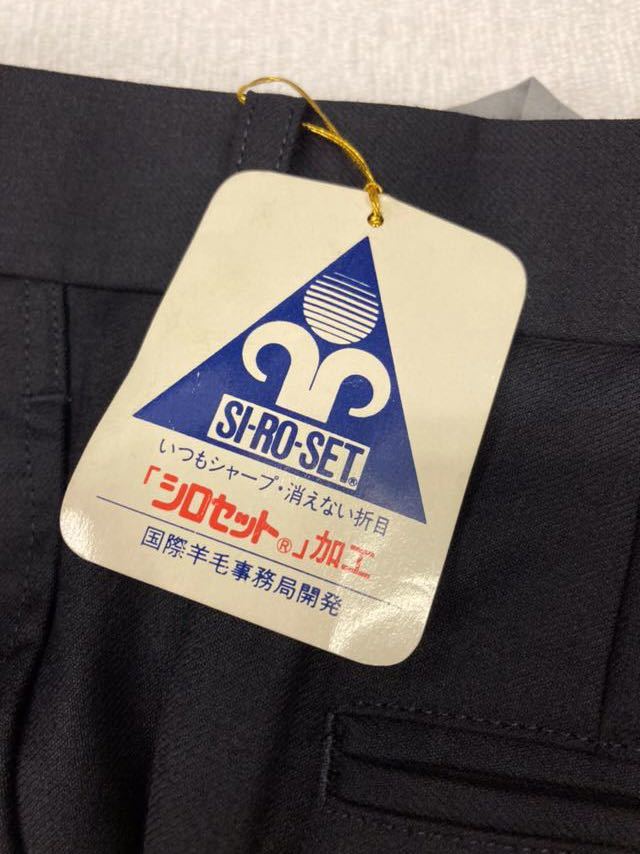 SI-RO-SET®
いつもシャープ・消えない折目
「シロセット®」加工
国際羊毛事務局開発